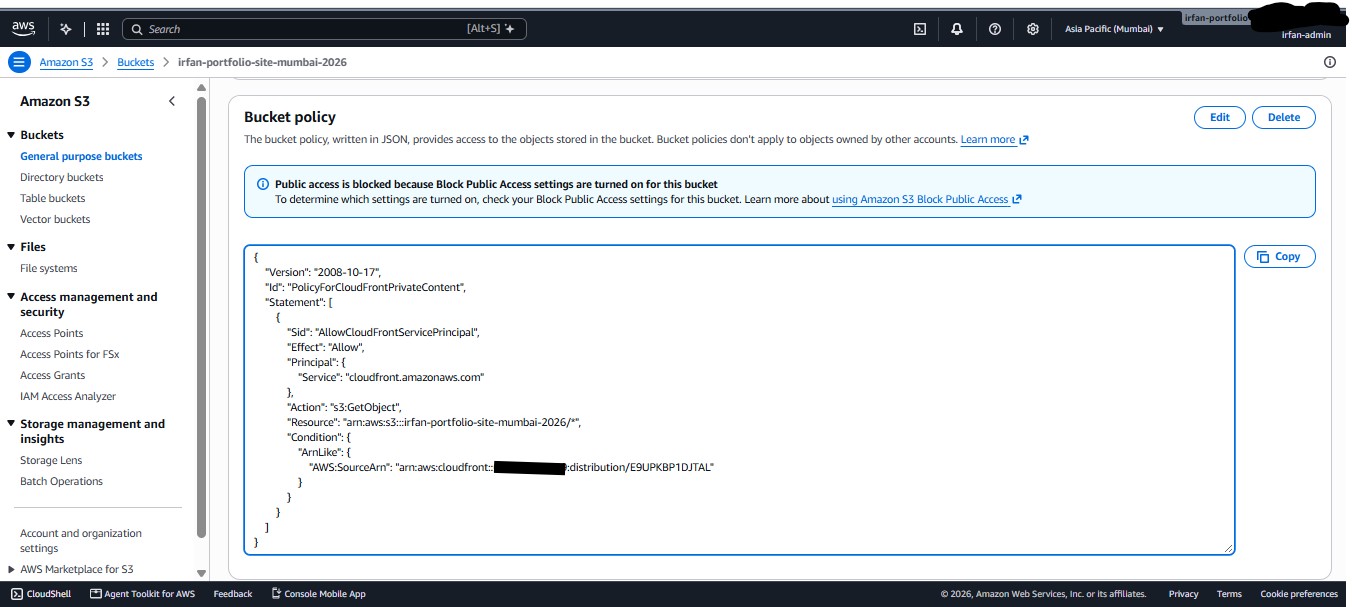 aws
Search [Alt+S]
Asia Pacific (Mumbai) ▼
irfan-portfolio
irfan-admin
Amazon S3 > Buckets > irfan-portfolio-site-mumbai-2026
Amazon S3
Buckets
General purpose buckets
Directory buckets
Table buckets
Vector buckets
Files
File systems
Access management and
security
Access Points
Access Points for FSx
Access Grants
IAM Access Analyzer
Storage management and
insights
Storage Lens
Batch Operations
Account and organization
settings
AWS Marketplace for S3
Bucket policy
Edit
Delete
The bucket policy, written in JSON, provides access to the objects stored in the bucket. Bucket policies don't apply to objects owned by other accounts. Learn more
Public access is blocked because Block Public Access settings are turned on for this bucket
To determine which settings are turned on, check your Block Public Access settings for this bucket. Learn more about using Amazon S3 Block Public Access
Copy
{
"Version": "2008-10-17",
"Id": "PolicyForCloudFrontPrivateContent",
"Statement": [
{
"Sid": "AllowCloudFrontServicePrincipal",
"Effect": "Allow",
"Principal": {
"Service": "cloudfront.amazonaws.com"
},
"Action": "s3:GetObject",
"Resource": "arn:aws:s3:::irfan-portfolio-site-mumbai-2026/*",
"Condition": {
"ArnLike": {
"AWS:SourceArn": "arn:aws:cloudfront:: :distribution/E9UPKBP1DJTAL"
}
}
}
]
}
CloudShell
Agent Toolkit for AWS
Feedback
Console Mobile App
© 2026, Amazon Web Services, Inc. or its affiliates.
Privacy
Terms
Cookie preferences